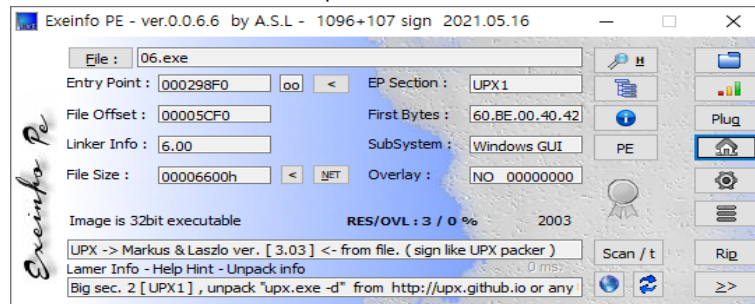 Exeinfo PE - ver.0.0.6.6 by A.S.L - 1096+107 sign 2021.05.16
File : 06.exe H
Entry Point : 000298F0 oo < EP Section : UPX1
File Offset : 00005CF0 First Bytes : 60.BE.00.40.42 Plug
Linker Info : 6.00 SubSystem : Windows GUI PE
File Size : 00006600h < NET Overlay : NO 00000000
Image is 32bit executable RES/OVL : 3 / 0 % 2003
UPX -> Markus & Laszlo ver. [ 3.03 ] <- from file. ( sign like UPX packer ) Scan / t Rip
Lamer Info - Help Hint - Unpack info 0 ms.
Big sec. 2 [ UPX1 ] , unpack "upx.exe -d" from http://upx.github.io or any >>
Exeinfo Pe